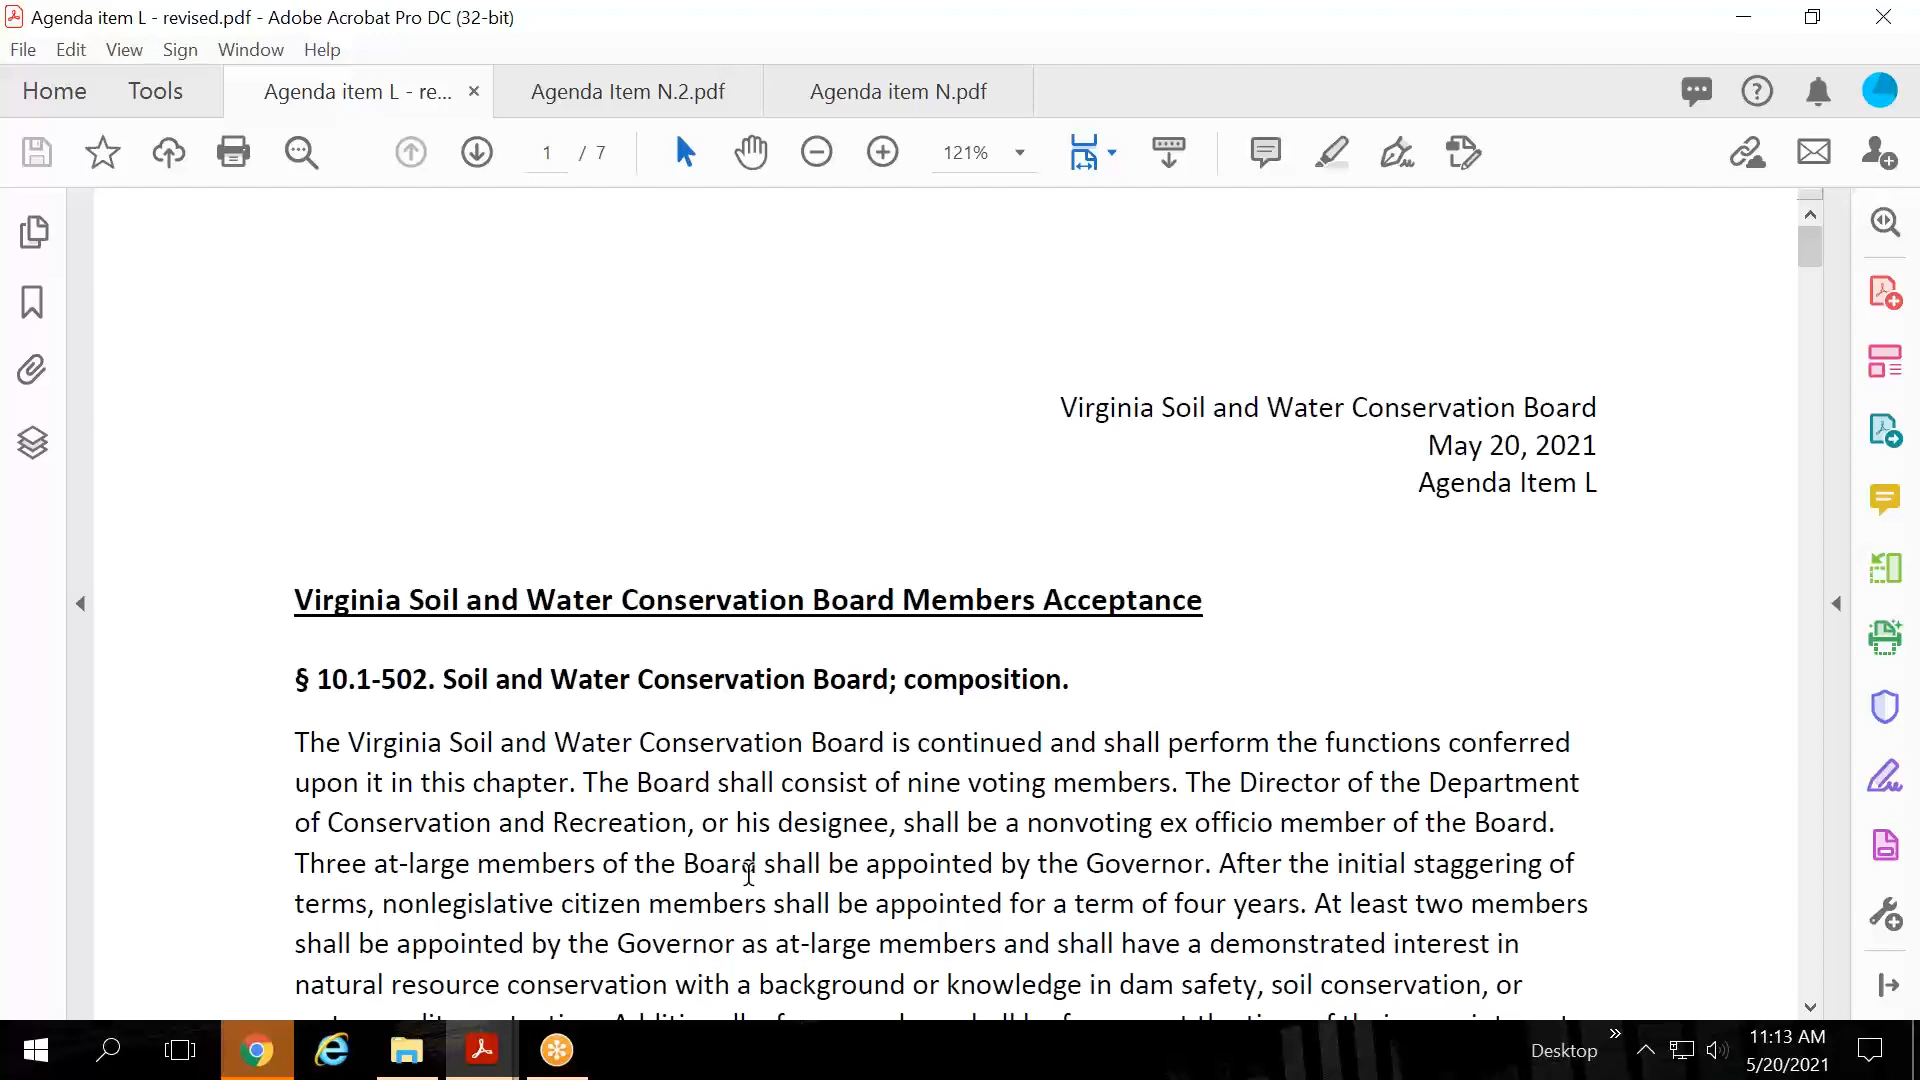 Agenda item L - revised.pdf - Adobe Acrobat Pro DC (32-bit)
File Edit View Sign Window Help
Home Tools Agenda item L - re... Agenda Item N.2.pdf Agenda item N.pdf
1 / 7 121%
Virginia Soil and Water Conservation Board
May 20, 2021
Agenda Item L
Virginia Soil and Water Conservation Board Members Acceptance
§ 10.1-502. Soil and Water Conservation Board; composition.
The Virginia Soil and Water Conservation Board is continued and shall perform the functions conferred
upon it in this chapter. The Board shall consist of nine voting members. The Director of the Department
of Conservation and Recreation, or his designee, shall be a nonvoting ex officio member of the Board.
Three at-large members of the Board shall be appointed by the Governor. After the initial staggering of
terms, nonlegislative citizen members shall be appointed for a term of four years. At least two members
shall be appointed by the Governor as at-large members and shall have a demonstrated interest in
natural resource conservation with a background or knowledge in dam safety, soil conservation, or
Desktop
11:13 AM
5/20/2021